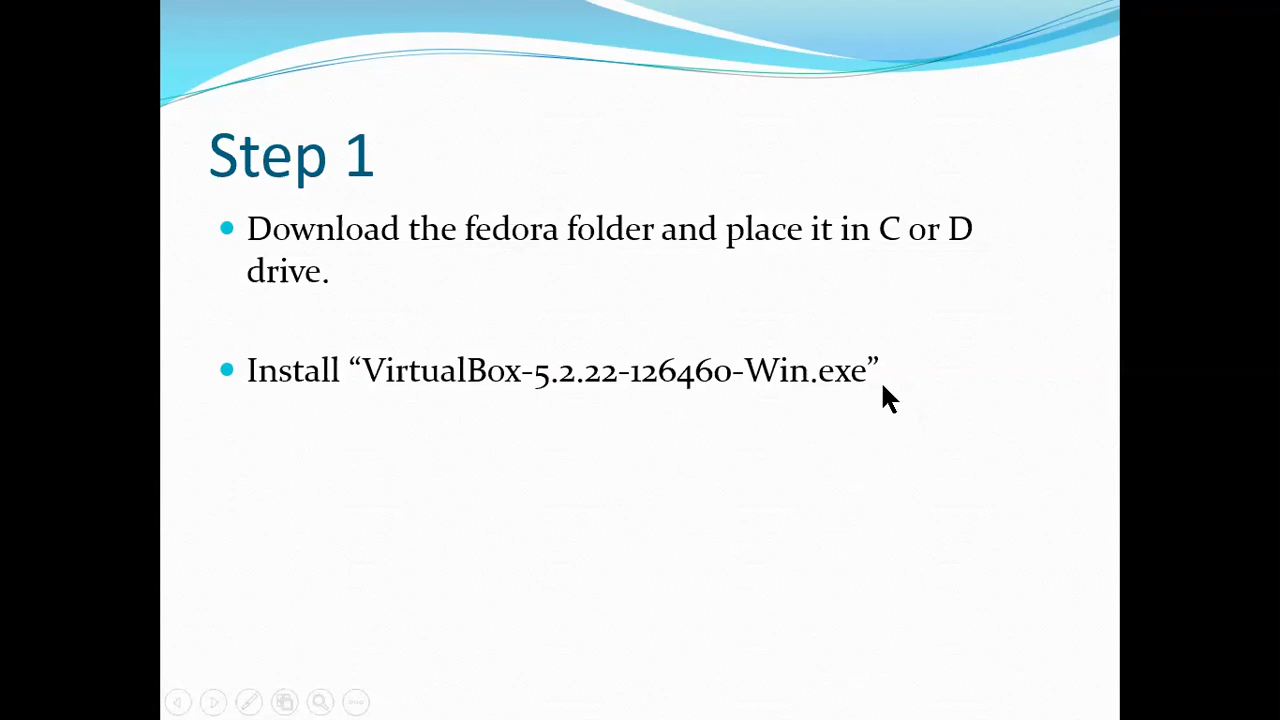 Step 1
Download the fedora folder and place it in C or D
drive.
Install “VirtualBox-5.2.22-126460-Win.exe”